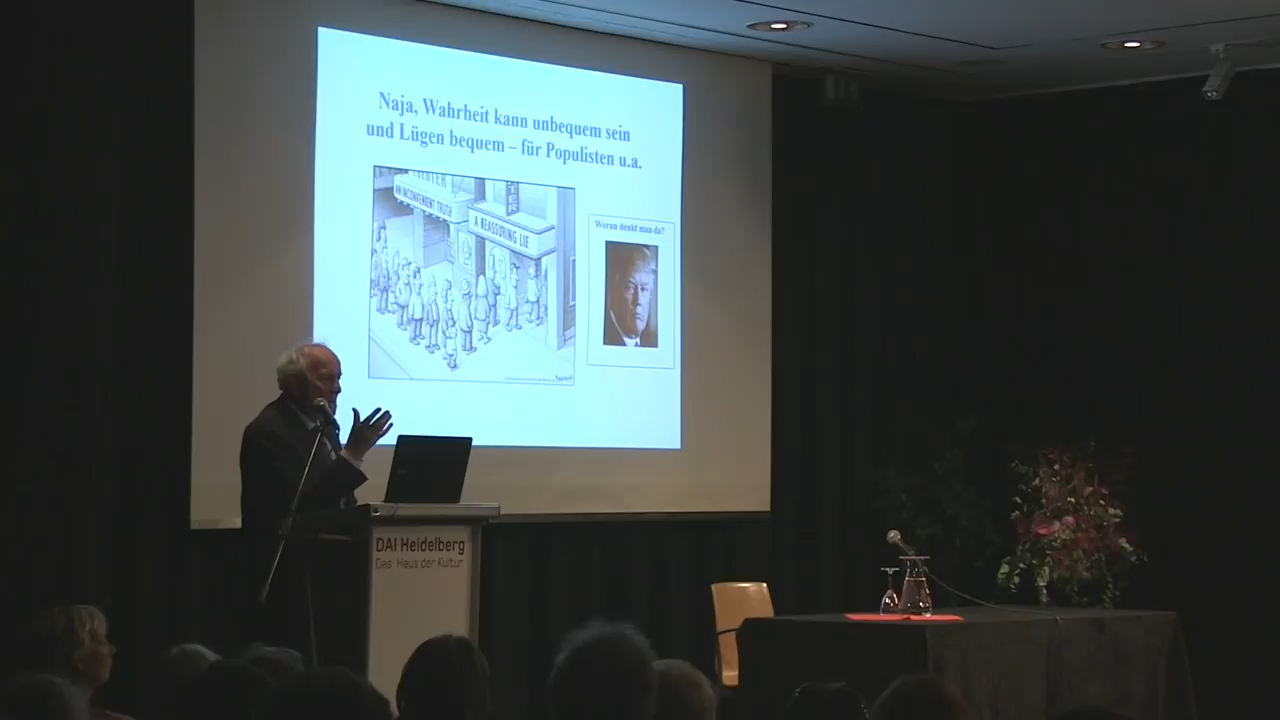 Naja, Wahrheit kann unbequem sein
und Lügen bequem – für Populisten u.a.
AN INCONVENIENT TRUTH
A REASSURING LIE
Woran denkt man da?
DAI Heidelberg
Das Haus der Kultur